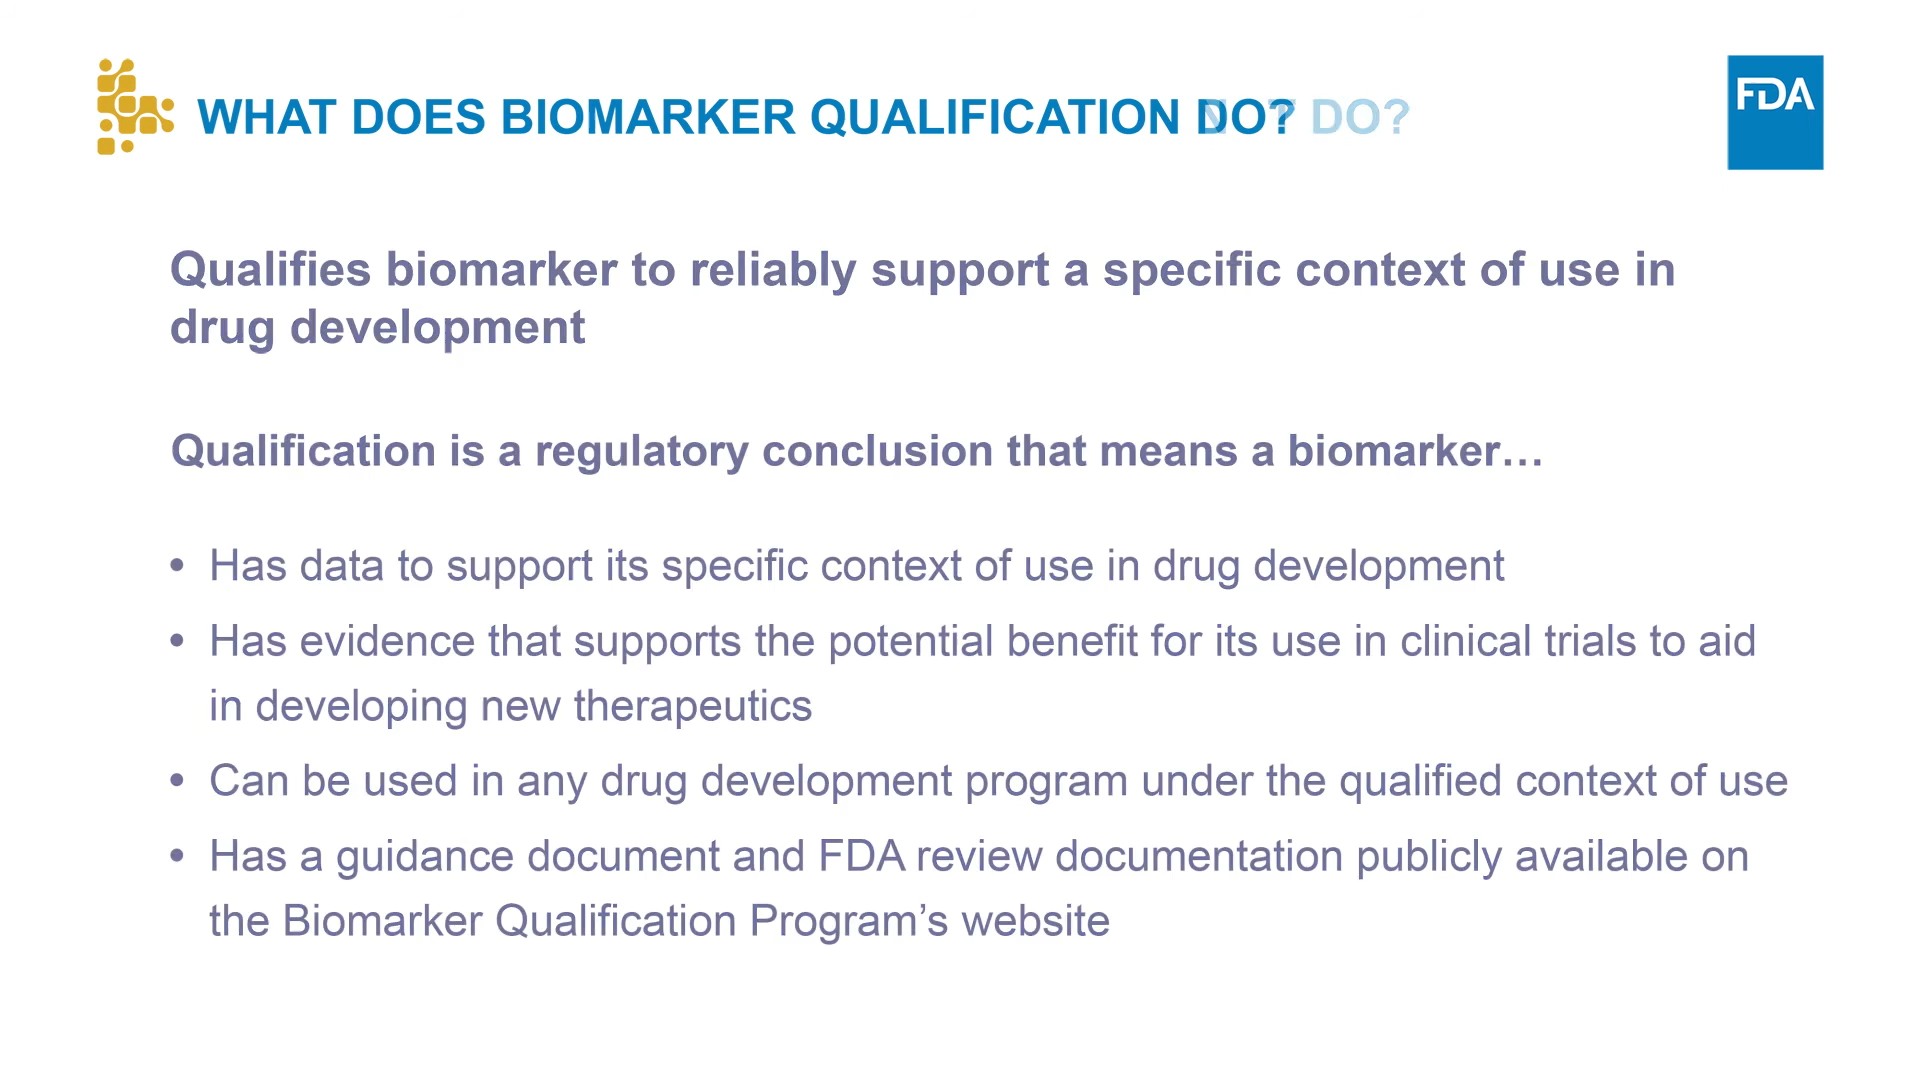 WHAT DOES BIOMARKER QUALIFICATION DO? DO?
FDA
Qualifies biomarker to reliably support a specific context of use in
drug development
Qualification is a regulatory conclusion that means a biomarker…
• Has data to support its specific context of use in drug development
• Has evidence that supports the potential benefit for its use in clinical trials to aid
in developing new therapeutics
• Can be used in any drug development program under the qualified context of use
• Has a guidance document and FDA review documentation publicly available on
the Biomarker Qualification Program’s website